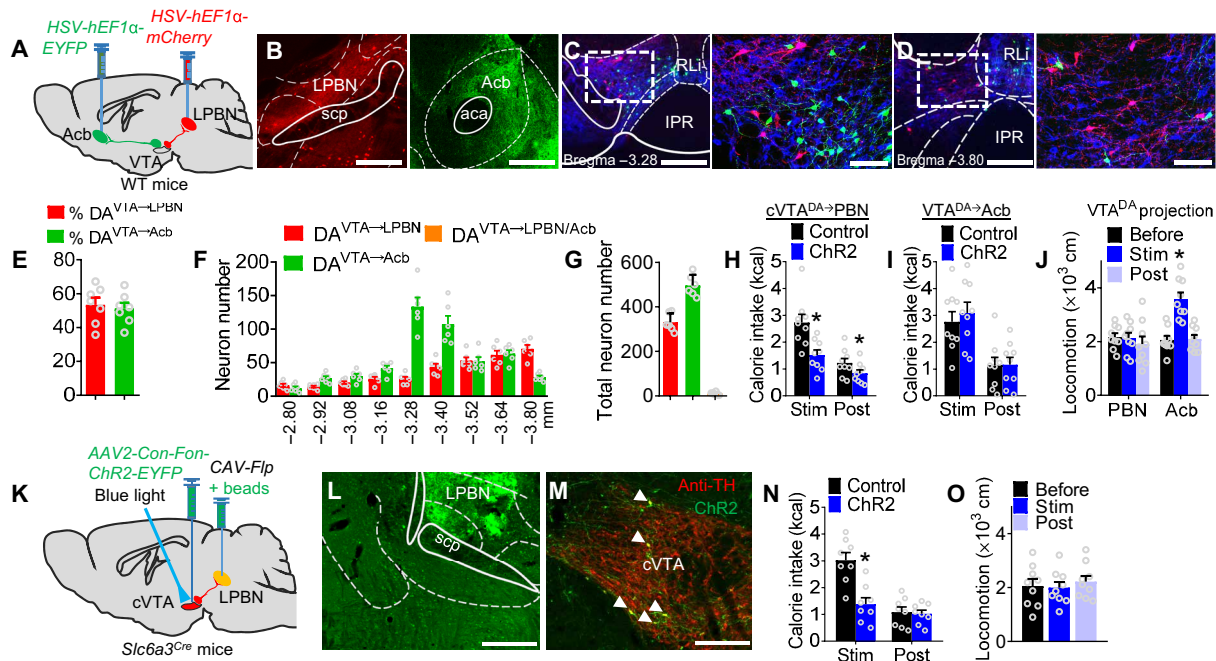 A
HSV-hEF1α-
EYFP
HSV-hEF1α-
mCherry
LPBN
Acb
VTA
WT mice
B
LPBN
scp
Acb
aca
C
RLi
IPR
Bregma –3.28
D
RLi
IPR
Bregma –3.80
E
% DA^VTA→LPBN
% DA^VTA→Acb
80
60
40
20
0
F
DA^VTA→LPBN
DA^VTA→LPBN/Acb
DA^VTA→Acb
Neuron number
200
150
100
50
0
–2.80
–2.92
–3.08
–3.16
–3.28
–3.40
–3.52
–3.64
–3.80
mm
G
Total neuron number
600
400
200
0
H
cVTA^DA→PBN
Control
ChR2
Calorie intake (kcal)
5
4
3
2
1
0
*
*
Stim
Post
I
VTA^DA→Acb
Control
ChR2
Calorie intake (kcal)
5
4
3
2
1
0
Stim
Post
J
VTA^DA projection
Before
Stim
Post
*
Locomotion (×10³ cm)
5
4
3
2
1
0
PBN
Acb
K
AAV2-Con-Fon-
ChR2-EYFP
CAV-Flp
+ beads
Blue light
cVTA
LPBN
Slc6a3^Cre mice
L
LPBN
scp
M
Anti-TH
ChR2
cVTA
N
Control
ChR2
Calorie intake (kcal)
5
4
3
2
1
0
*
Stim
Post
O
Before
Stim
Post
Locomotion (×10³ cm)
5
4
3
2
1
0